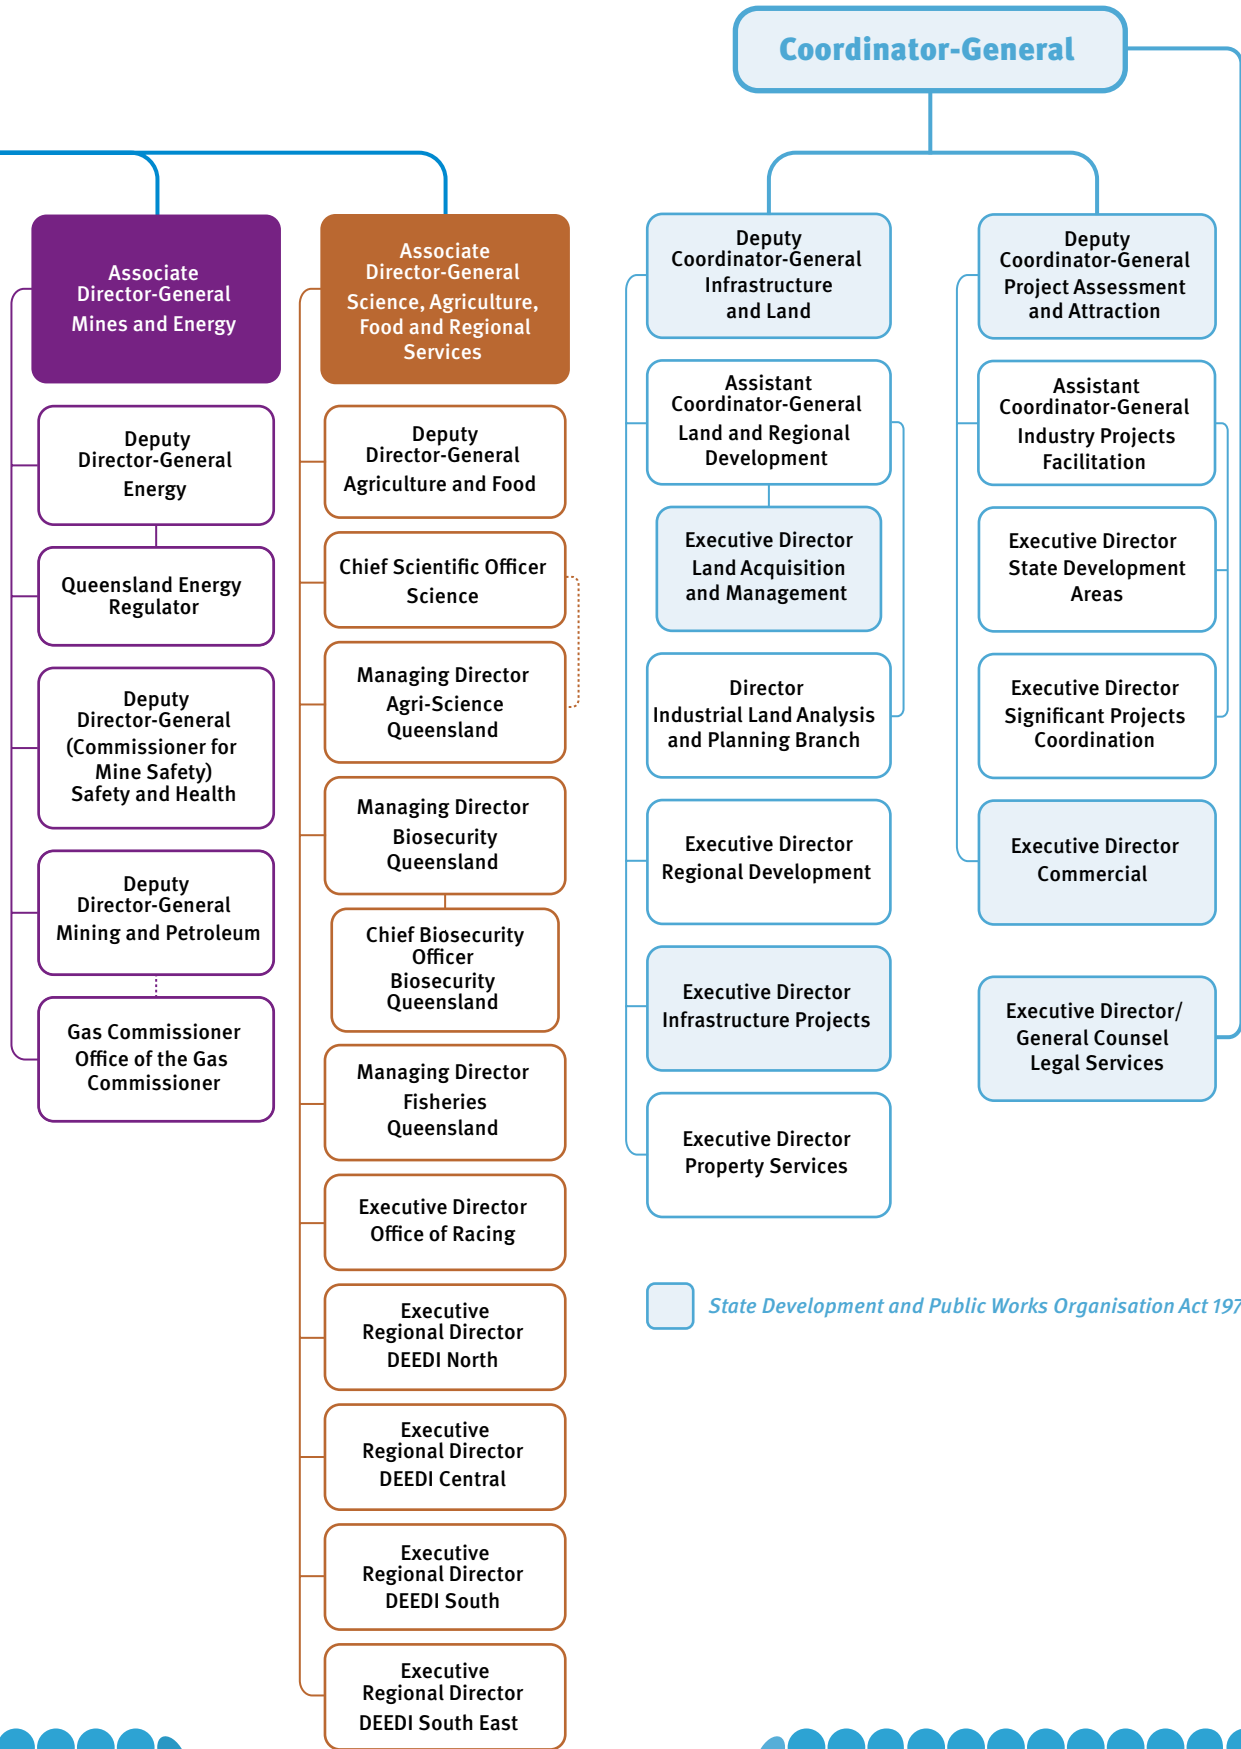 Coordinator-General
Associate
Director-General
Mines and Energy
Deputy
Director-General
Energy
Queensland Energy
Regulator
Deputy
Director-General
(Commissioner for
Mine Safety)
Safety and Health
Deputy
Director-General
Mining and Petroleum
Gas Commissioner
Office of the Gas
Commissioner
Associate
Director-General
Science, Agriculture,
Food and Regional
Services
Deputy
Director-General
Agriculture and Food
Chief Scientific Officer
Science
Managing Director
Agri-Science
Queensland
Managing Director
Biosecurity
Queensland
Chief Biosecurity
Officer
Biosecurity
Queensland
Managing Director
Fisheries
Queensland
Executive Director
Office of Racing
Executive
Regional Director
DEEDI North
Executive
Regional Director
DEEDI Central
Executive
Regional Director
DEEDI South
Executive
Regional Director
DEEDI South East
Deputy
Coordinator-General
Infrastructure
and Land
Assistant
Coordinator-General
Land and Regional
Development
Executive Director
Land Acquisition
and Management
Director
Industrial Land Analysis
and Planning Branch
Executive Director
Regional Development
Executive Director
Infrastructure Projects
Executive Director
Property Services
Deputy
Coordinator-General
Project Assessment
and Attraction
Assistant
Coordinator-General
Industry Projects
Facilitation
Executive Director
State Development
Areas
Executive Director
Significant Projects
Coordination
Executive Director
Commercial
Executive Director/
General Counsel
Legal Services
State Development and Public Works Organisation Act 197